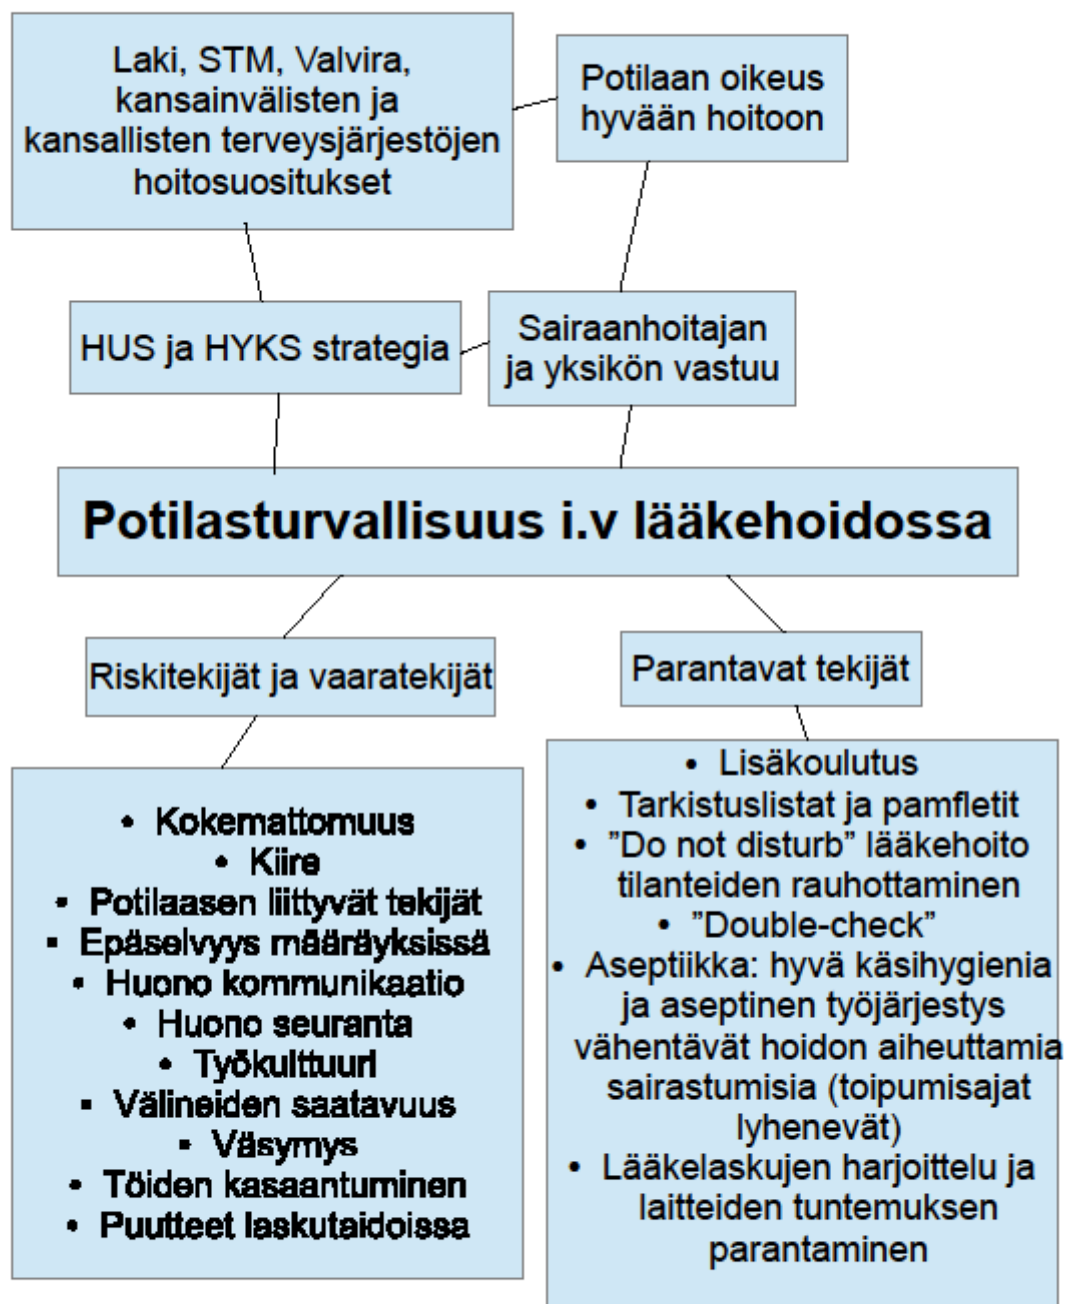 Laki, STM, Valvira,
kansainvälisten ja
kansallisten terveysjärjestöjen
hoitosuositukset
Potilaan oikeus
hyvään hoitoon
HUS ja HYKS strategia
Sairaanhoitajan
ja yksikön vastuu
Potilasturvallisuus i.v lääkehoidossa
Riskitekijät ja vaaratekijät
Parantavat tekijät
• Kokemattomuus
• Kiire
• Potilaasen liittyvät tekijät
• Epäselvyys määräyksissä
• Huono kommunikaatio
• Huono seuranta
• Työkulttuuri
• Välineiden saatavuus
• Väsymys
• Töiden kasaantuminen
• Puutteet laskutaidoissa
• Lisäkoulutus
• Tarkistuslistat ja pamfletit
• ”Do not disturb” lääkehoito
tilanteiden rauhottaminen
• ”Double-check”
• Aseptiikka: hyvä käsihygienia
ja aseptinen työjärjestys
vähentävät hoidon aiheuttamia
sairastumisia (toipumisajat
lyhenevät)
• Lääkelaskujen harjoittelu ja
laitteiden tuntemuksen
parantaminen